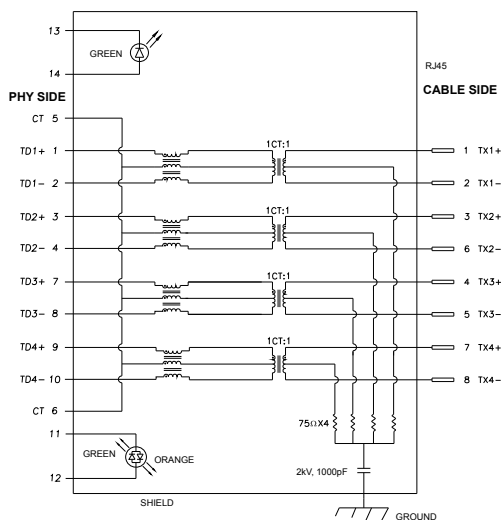 13
GREEN
14
RJ45
PHY SIDE
CABLE SIDE
CT 5
1CT:1
TD1+ 1
1 TX1+
TD1- 2
2 TX1-
1CT:1
TD2+ 3
3 TX2+
TD2- 4
6 TX2-
1CT:1
TD3+ 7
4 TX3+
TD3- 8
5 TX3-
1CT:1
TD4+ 9
7 TX4+
TD4- 10
8 TX4-
CT 6
75ΩX4
11
GREEN
ORANGE
2kV, 1000pF
12
SHIELD
GROUND